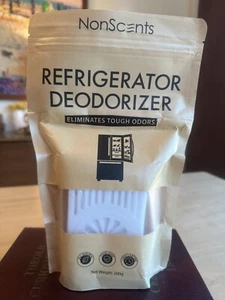 NonScents
REFRIGERATOR
DEODORIZER
ELIMINATES TOUGH ODORS